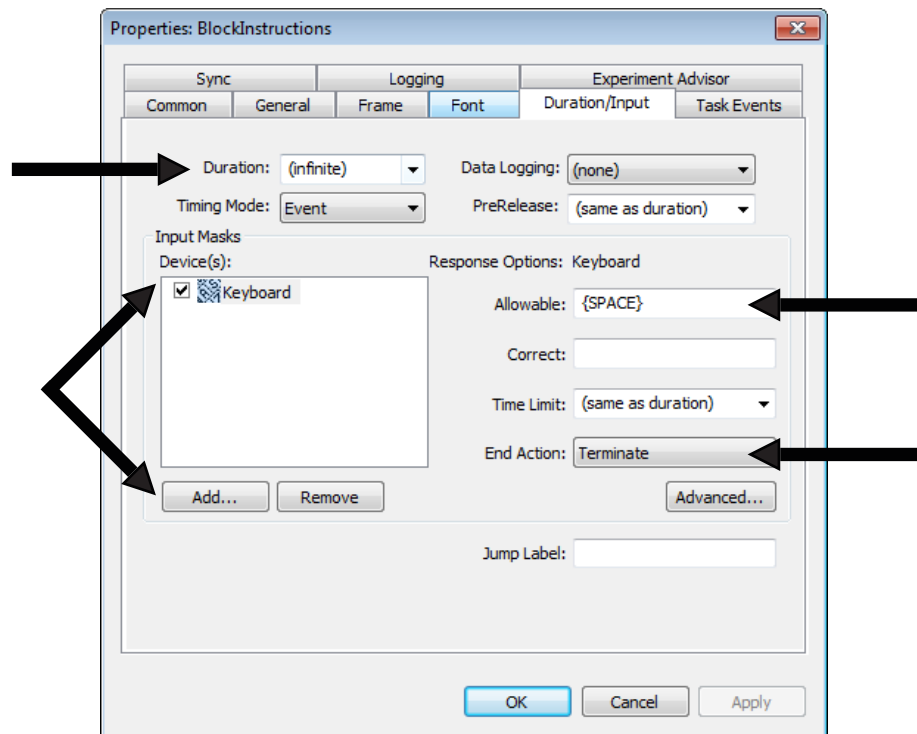 Properties: BlockInstructions
Sync Logging Experiment Advisor
Common General Frame Font Duration/Input Task Events
Duration: (infinite) Data Logging: (none)
Timing Mode: Event PreRelease: (same as duration)
Input Masks
Device(s): Response Options: Keyboard
Keyboard
Allowable: {SPACE}
Correct:
Time Limit: (same as duration)
End Action: Terminate
Add... Remove Advanced...
Jump Label:
OK Cancel Apply